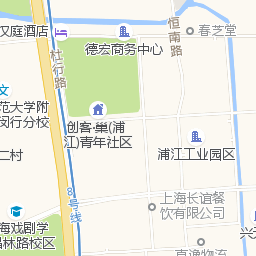 汉庭酒店
恒南路
春芝堂
德宏商务中心
杜行路
范大学附
闵行分校
创客·巢(浦
江)青年社区
浦江工业园区
二村
8号线
上海长谊餐
饮有限公司
海戏剧学
昌林路校区